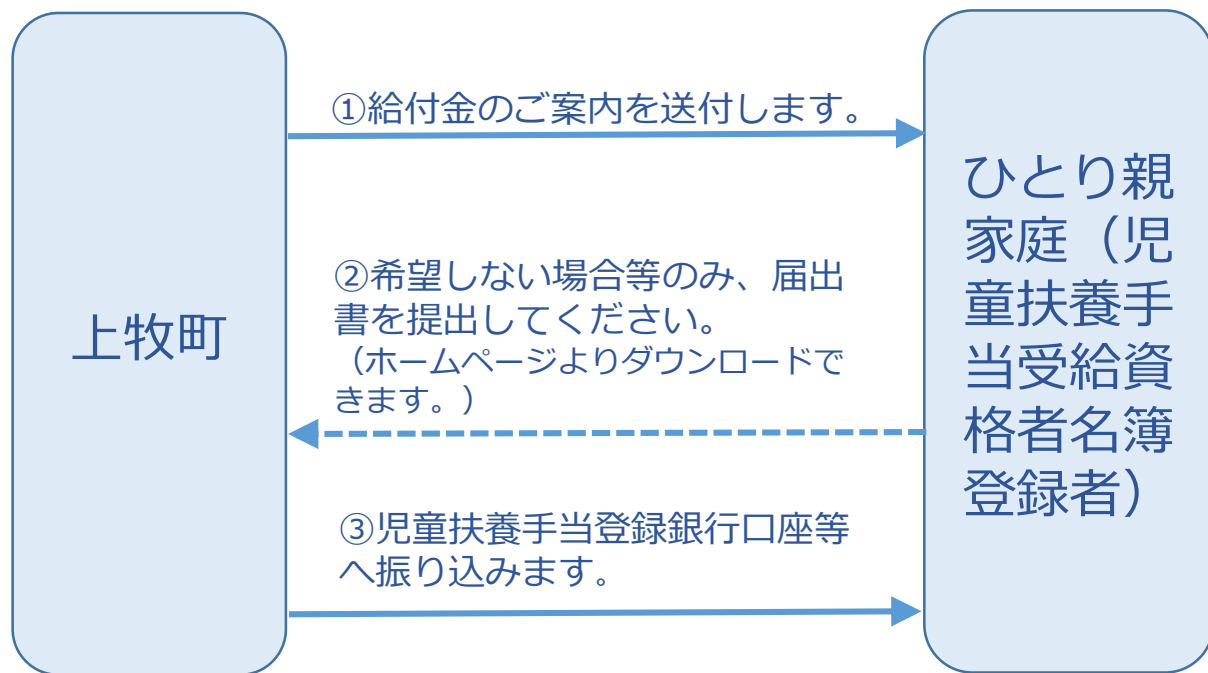 上牧町
①給付金のご案内を送付します。
②希望しない場合等のみ、届出
書を提出してください。
（ホームページよりダウンロードで
きます。）
③児童扶養手当登録銀行口座等
へ振り込みます。
ひとり親
家庭（児
童扶養手
当受給資
格者名簿
登録者）